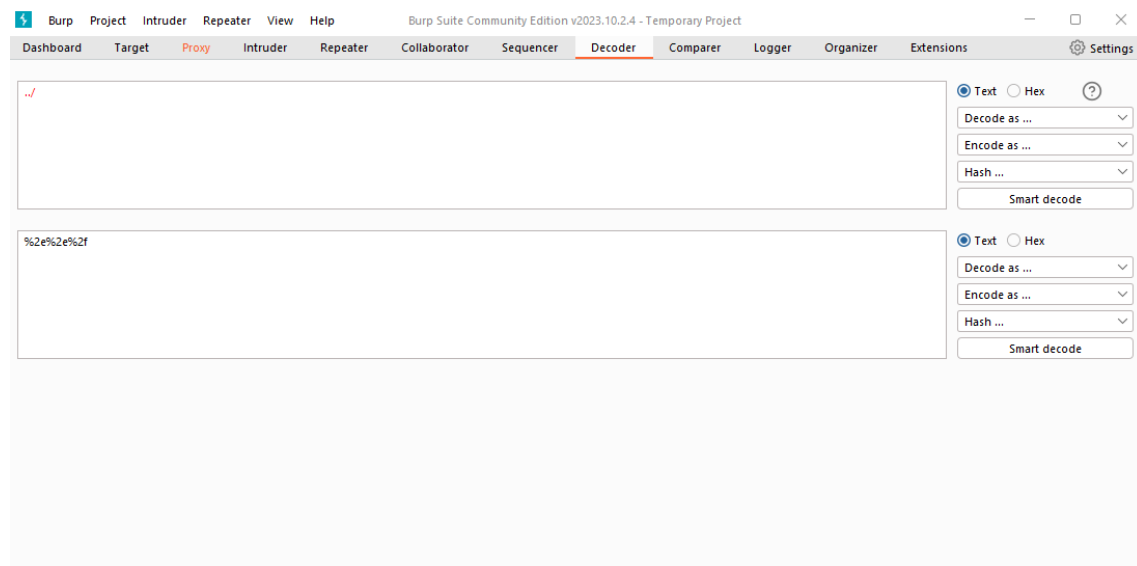 Burp Project Intruder Repeater View Help Burp Suite Community Edition v2023.10.2.4 - Temporary Project
Dashboard Target Proxy Intruder Repeater Collaborator Sequencer Decoder Comparer Logger Organizer Extensions Settings
../
Text Hex ?
Decode as ...
Encode as ...
Hash ...
Smart decode
%2e%2e%2f
Text Hex
Decode as ...
Encode as ...
Hash ...
Smart decode